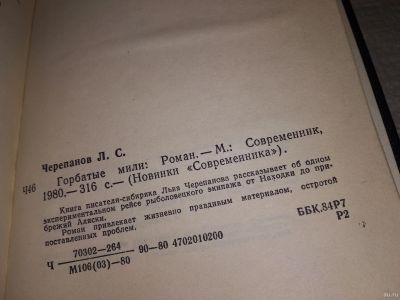 Черепанов Л. С.
Ч46
Горбатые мили: Роман. — М.: Современник,
1980. — 316 с. — (Новинки «Современника»).
Книга писателя-сибиряка Льва Черепанова рассказывает об одном
экспериментальном рейсе рыболовецкого экипажа от Находки до при-
брежий Аляски.
Роман привлекает жизненно правдивым материалом, остротой
поставленных проблем.
Ч 70302—264
М106(03)—80 90—80 4702010200
ББК.84Р7
Р2
au.ru